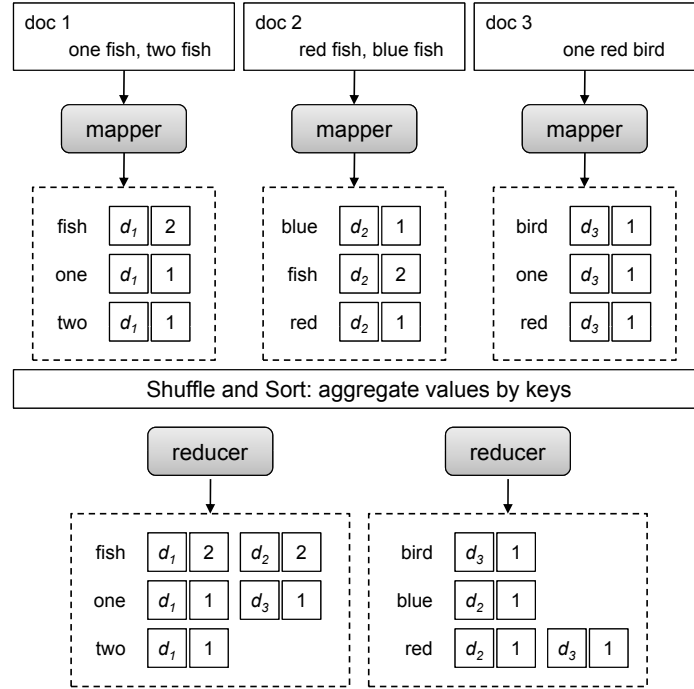 doc 1 doc 2 doc 3
one fish, two fish red fish, blue fish one red bird
mapper mapper mapper
fish d₁ 2 blue d₂ 1 bird d₃ 1
one d₁ 1 fish d₂ 2 one d₃ 1
two d₁ 1 red d₂ 1 red d₃ 1
Shuffle and Sort: aggregate values by keys
reducer reducer
fish d₁ 2 d₂ 2 bird d₃ 1
one d₁ 1 d₃ 1 blue d₂ 1
two d₁ 1 red d₂ 1 d₃ 1